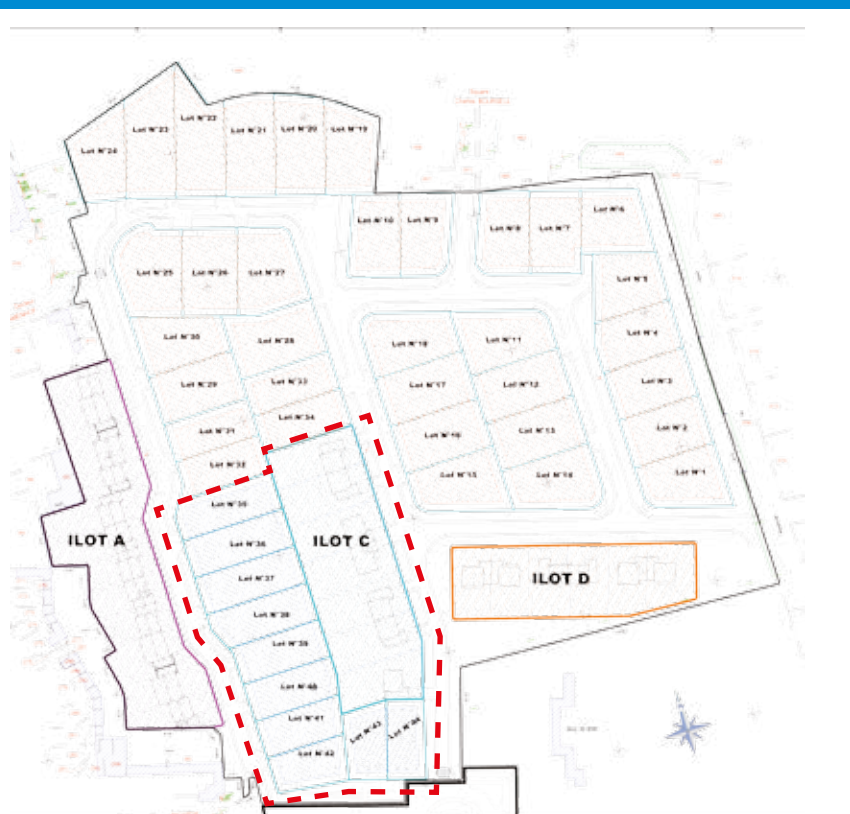 Lot N°22
Lot N°23
Lot N°21
Lot N°20
Lot N°19
Lot N°24
Lot N°10
Lot N°9
Lot N°8
Lot N°7
Lot N°6
Lot N°25
Lot N°26
Lot N°27
Lot N°5
Lot N°30
Lot N°28
Lot N°18
Lot N°11
Lot N°4
Lot N°29
Lot N°33
Lot N°17
Lot N°12
Lot N°3
Lot N°31
Lot N°34
Lot N°16
Lot N°13
Lot N°2
Lot N°32
Lot N°15
Lot N°14
Lot N°1
Lot N°35
ILOT A
Lot N°36
ILOT C
Lot N°37
ILOT D
Lot N°38
Lot N°39
Lot N°40
Lot N°41
Lot N°42
Lot N°43
Lot N°44